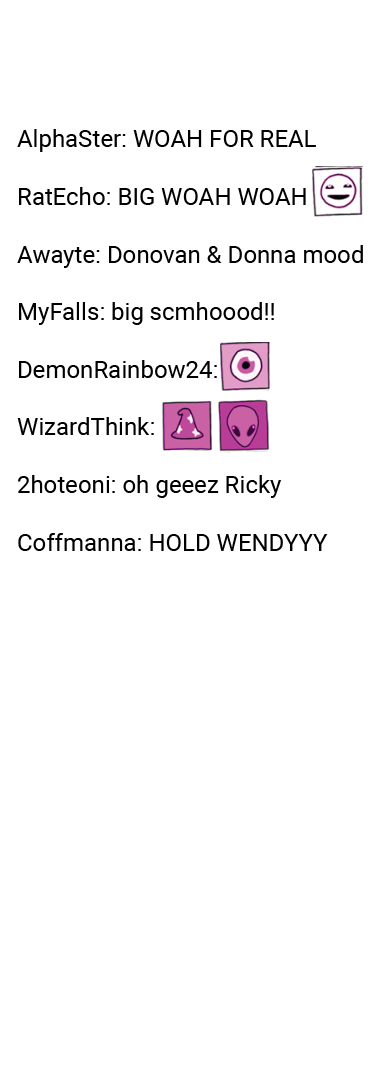 AlphaSter: WOAH FOR REAL
RatEcho: BIG WOAH WOAH
Awayte: Donovan & Donna mood
MyFalls: big scmhoood!!
DemonRainbow24:
WizardThink:
2hoteoni: oh geeez Ricky
Coffmanna: HOLD WENDYYY